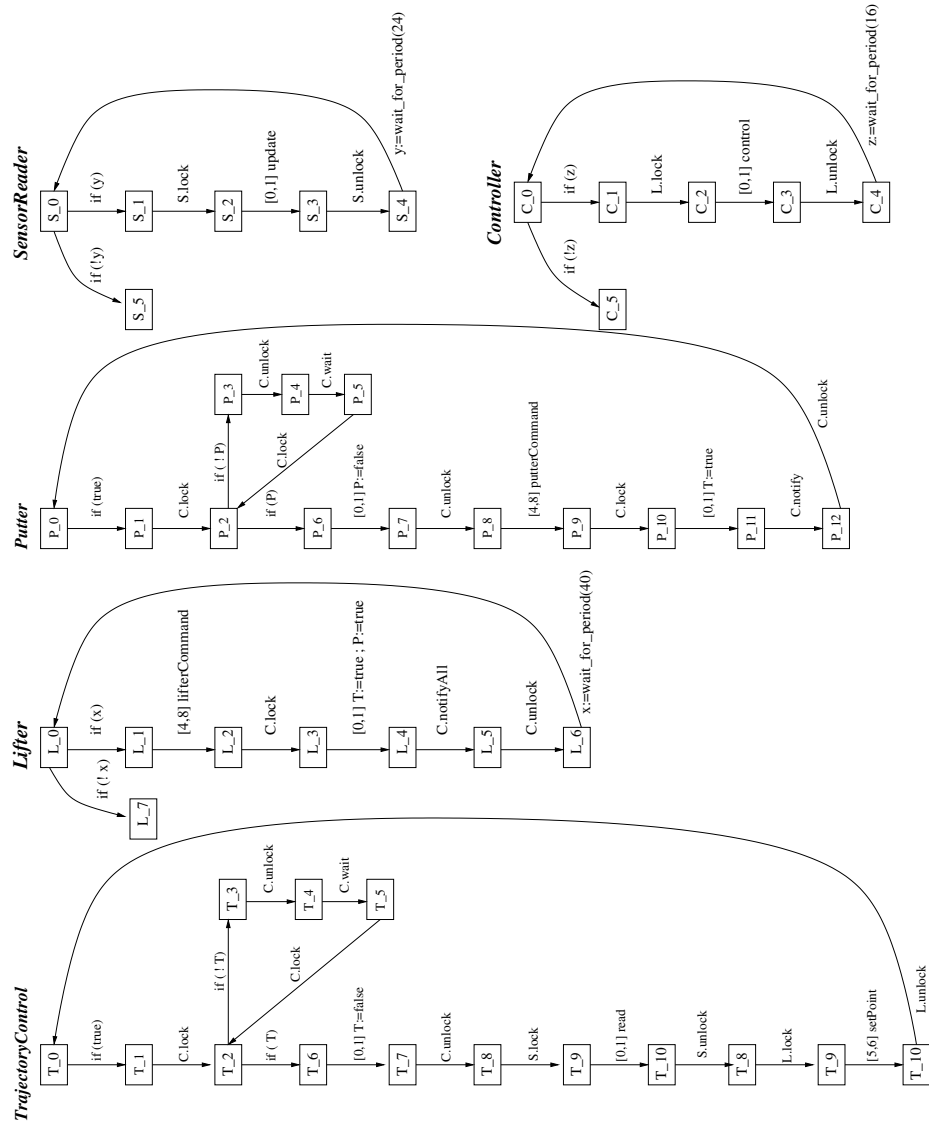 TrajectoryControl
T_0
if(true)
T_1
C.lock
T_2
if ( ! T)
T_3
C.unlock
T_4
C.wait
T_5
C.lock
if ( T)
T_6
[0,1] T:=false
T_7
C.unlock
T_8
S.lock
T_9
[0,1] read
T_10
S.unlock
T_8
L.lock
T_9
[5,6] setPoint
T_10
L.unlock
Lifter
L_0
if (! x)
L_7
if (x)
L_1
[4,8] lifterCommand
L_2
C.lock
L_3
[0,1] T:=true ; P:=true
L_4
C.notifyAll
L_5
C.unlock
L_6
x:=wait_for_period(40)
Putter
P_0
if (true)
P_1
C.lock
P_2
if ( ! P)
P_3
C.unlock
P_4
C.wait
P_5
C.lock
if (P)
P_6
[0,1] P:=false
P_7
C.unlock
P_8
[4,8] putterCommand
P_9
C.lock
P_10
[0,1] T:=true
P_11
C.notify
P_12
C.unlock
SensorReader
S_0
if (!y)
S_5
if (y)
S_1
S.lock
S_2
[0,1] update
S_3
S.unlock
S_4
y:=wait_for_period(24)
Controller
C_0
if (!z)
C_5
if (z)
C_1
L.lock
C_2
[0,1] control
C_3
L.unlock
C_4
z:=wait_for_period(16)